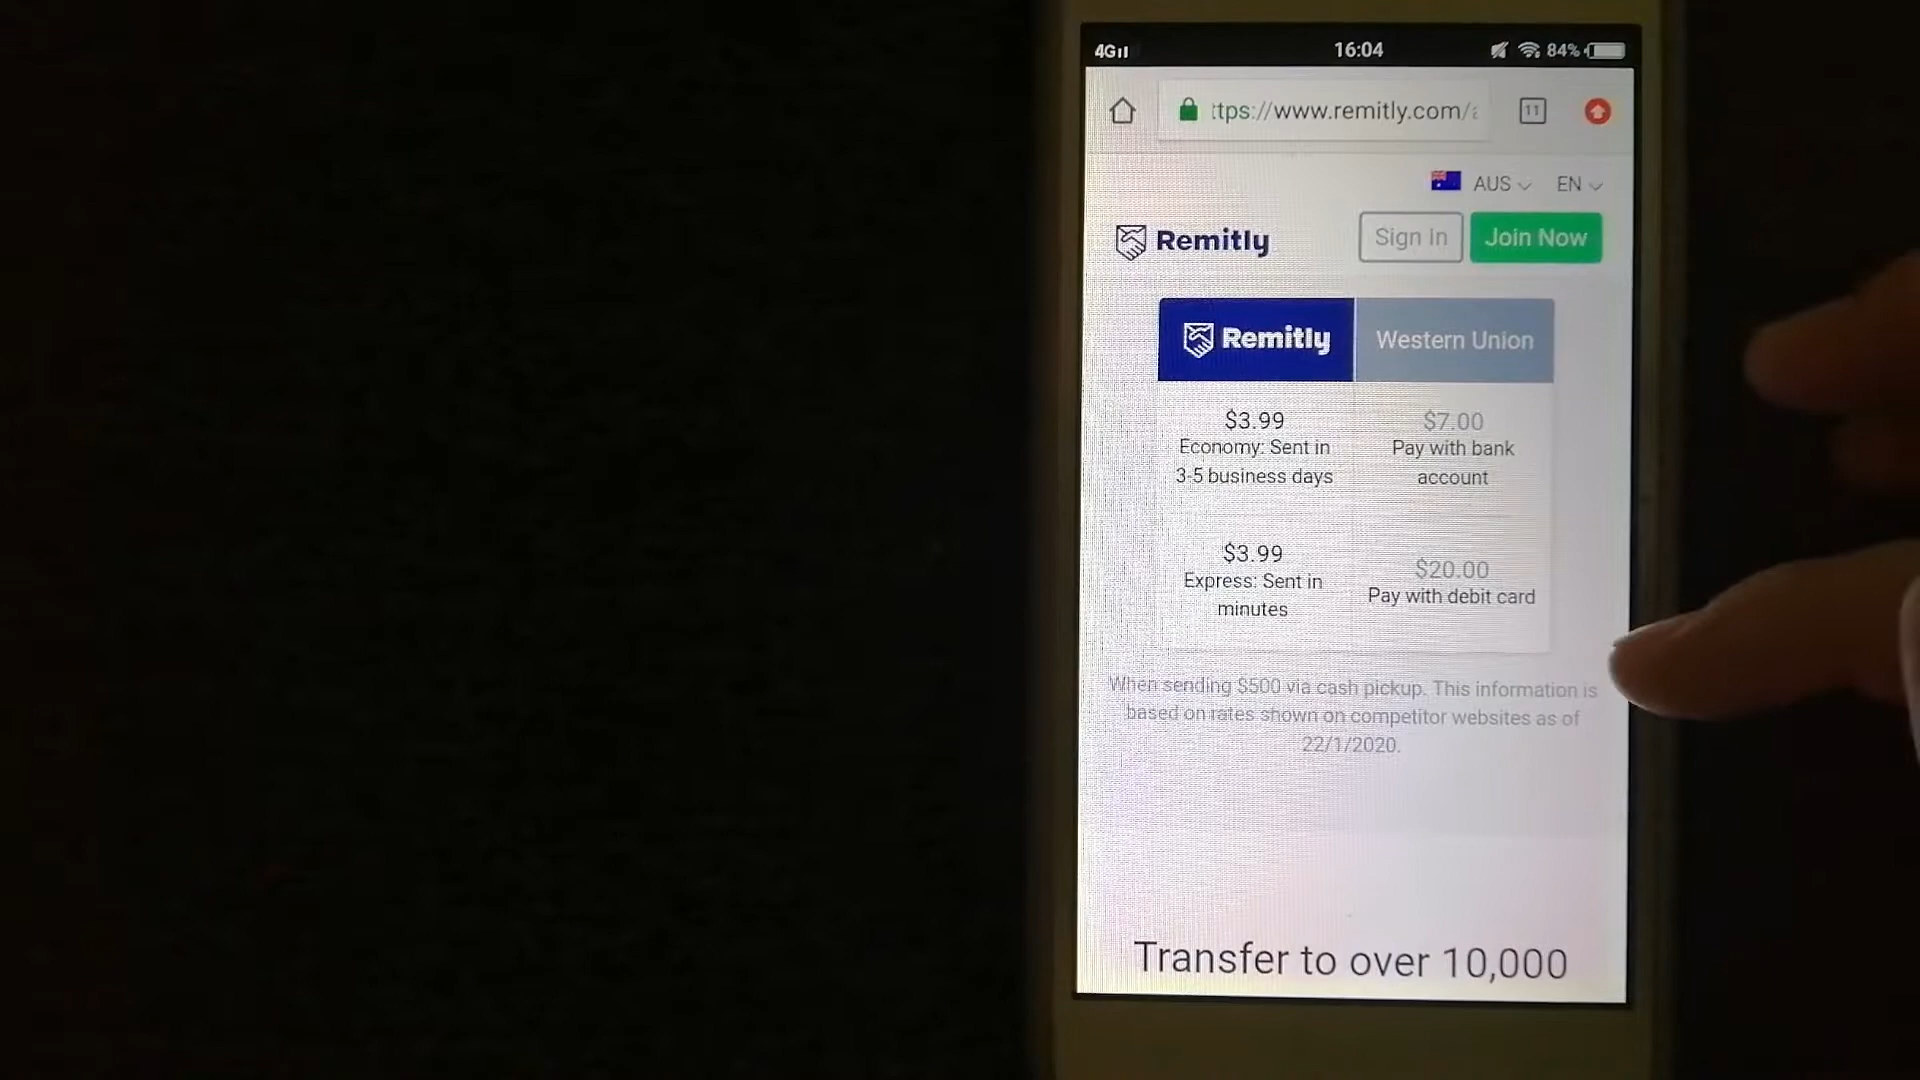 4G 16:04 84%
ttps://www.remitly.com/a 11
AUS EN
Remitly Sign In Join Now
Remitly Western Union
$3.99 $7.00
Economy: Sent in Pay with bank
3-5 business days account
$3.99 $20.00
Express: Sent in Pay with debit card
minutes
When sending $500 via cash pickup. This information is
based on rates shown on competitor websites as of
22/1/2020.
Transfer to over 10,000